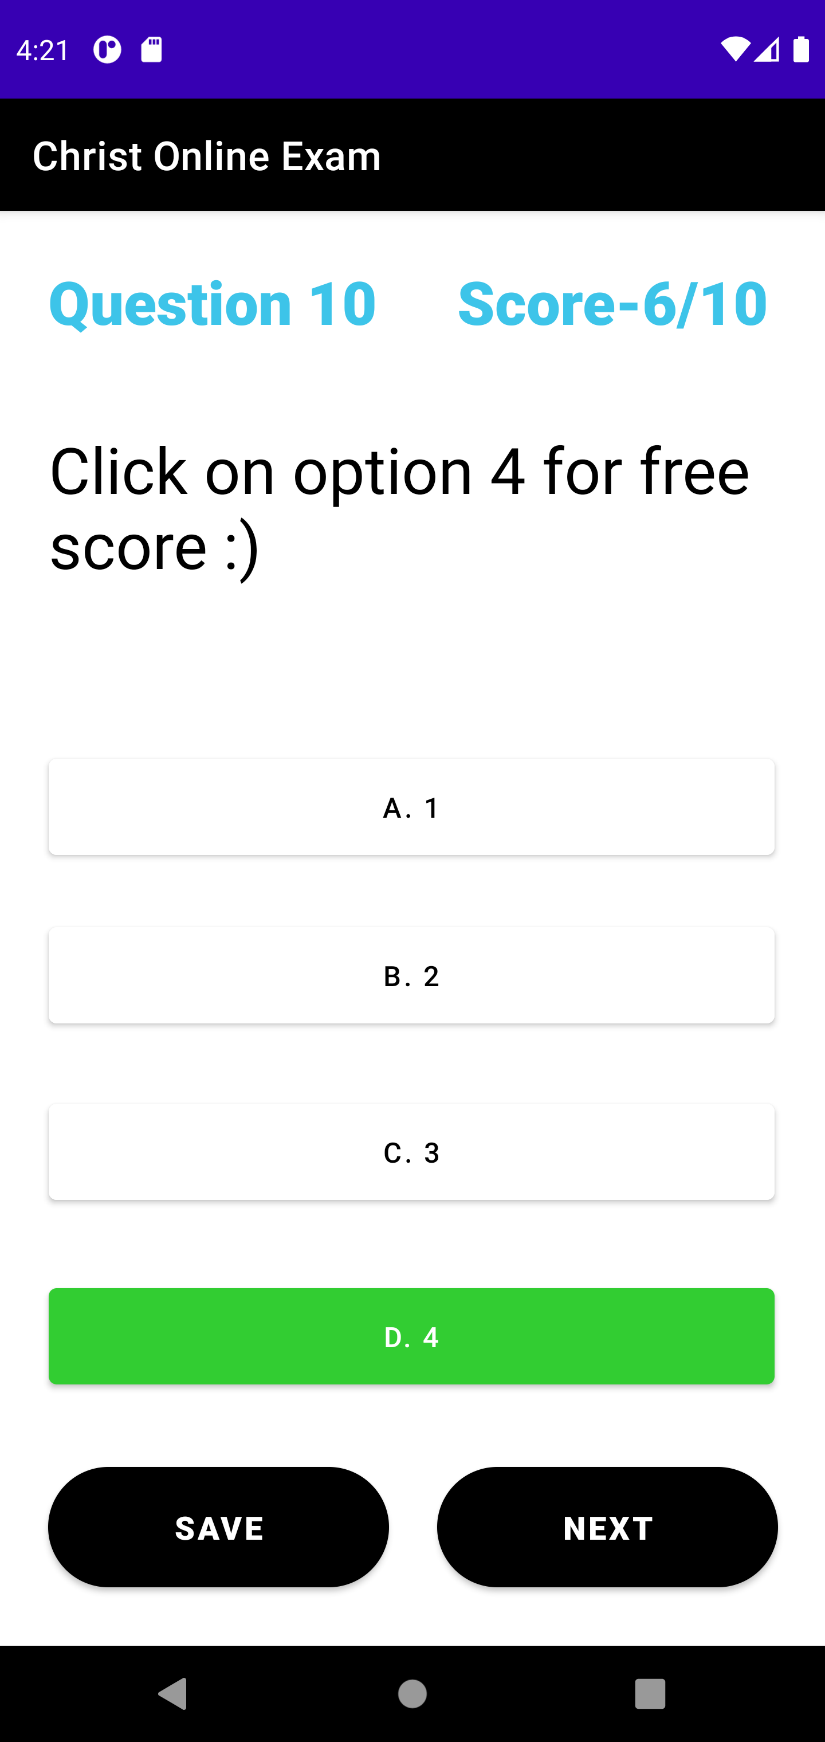 4:21
Christ Online Exam
Question 10 Score-6/10
Click on option 4 for free
score :)
A. 1
B. 2
C. 3
D. 4
SAVE NEXT